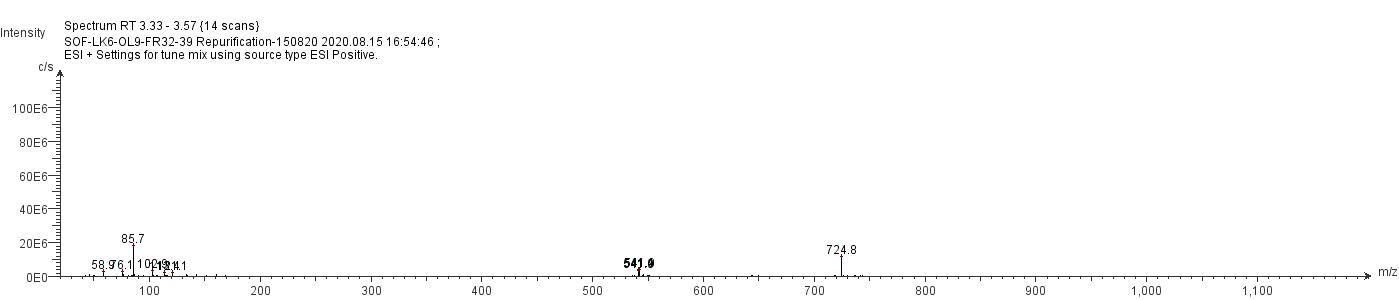 Spectrum RT 3.33 - 3.57 {14 scans}
Intensity
SOF-LK6-OL9-FR32-39 Repurification-150820 2020.08.15 16:54:46 ;
ESI + Settings for tune mix using source type ESI Positive.
c/s
100E6
80E6
60E6
40E6
20E6
0E0
85.7
58.9
76.1
102.9
724.8
100 200 300 400 500 600 700 800 900 1,000 1,100
m/z